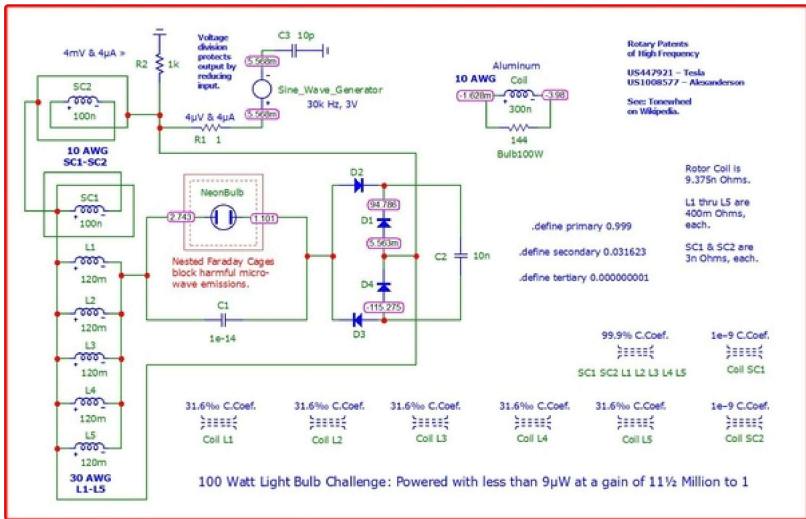 Voltage
division
protects
output by
reducing
input.
C3 10p
4mV & 4µA »
R2 1k
5.568m
Sine_Wave_Generator
30k Hz, 3V
5.568m
4µV & 4µA
R1 1
SC2
100n
10 AWG
SC1-SC2
Aluminum
10 AWG Coil
-1.628m
-3.98
300n
144
Bulb100W
Rotary Patents
of High Frequency
US447921 – Tesla
US1008577 – Alexanderson
See: Tonewheel
on Wikipedia.
Rotor Coil is
9.375n Ohms.
L1 thru L5 are
400m Ohms,
each.
SC1 & SC2 are
3n Ohms, each.
SC1
100n
L1
120m
L2
120m
L3
120m
L4
120m
L5
120m
30 AWG
L1-L5
NeonBulb
2.743
1.101
Nested Faraday Cages
block harmful micro-
wave emissions.
C1
1e-14
D2
94.786
D1
5.563m
D4
-115.275
D3
C2 10n
.define primary 0.999
.define secondary 0.031623
.define tertiary 0.000000001
99.9% C.Coef.
SC1 SC2 L1 L2 L3 L4 L5
1e-9 C.Coef.
Coil SC1
31.6‰ C.Coef.
Coil L1
31.6‰ C.Coef.
Coil L2
31.6‰ C.Coef.
Coil L3
31.6‰ C.Coef.
Coil L4
31.6‰ C.Coef.
Coil L5
1e-9 C.Coef.
Coil SC2
100 Watt Light Bulb Challenge: Powered with less than 9µW at a gain of 11½ Million to 1